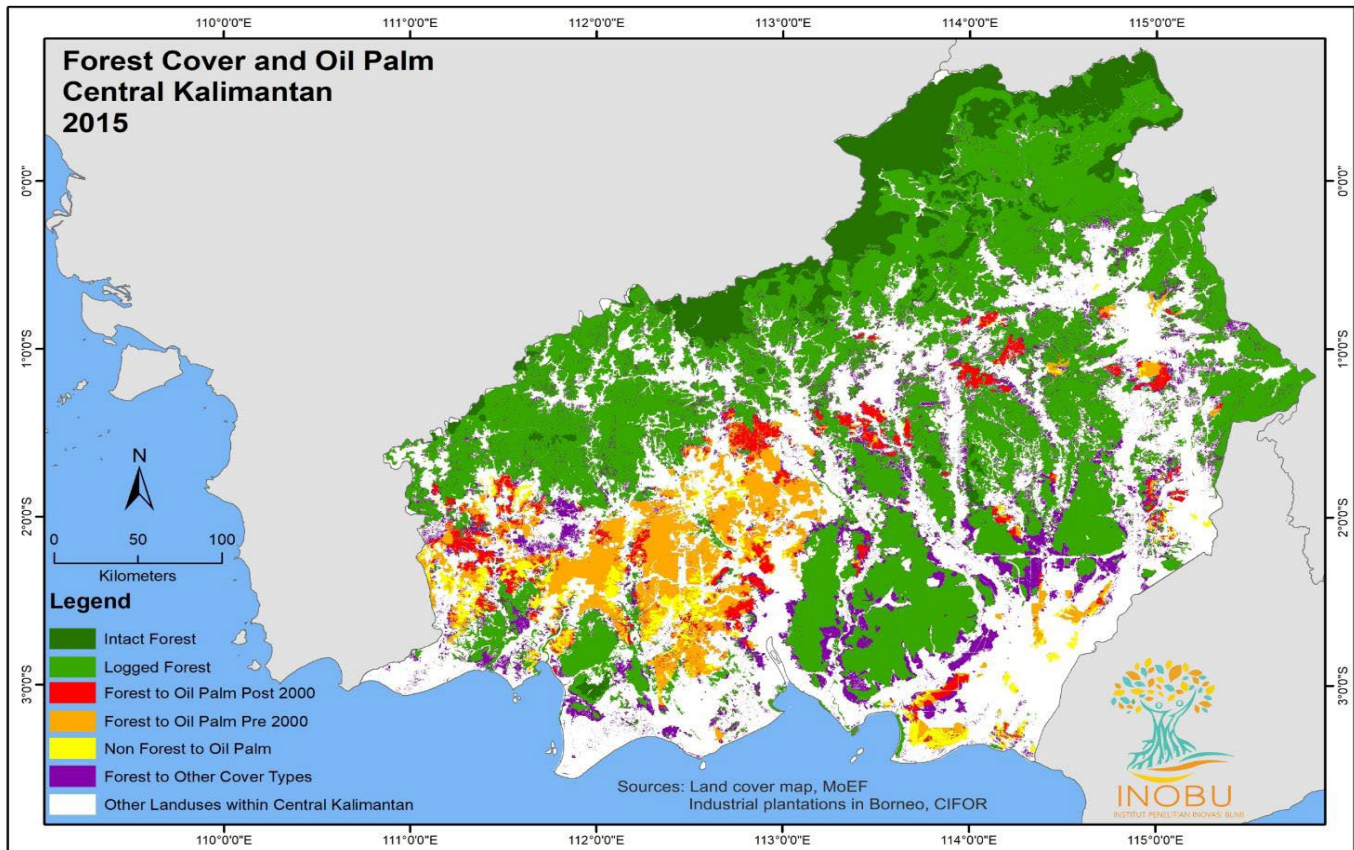 110°0'0"E 111°0'0"E 112°0'0"E 113°0'0"E 114°0'0"E 115°0'0"E
Forest Cover and Oil Palm
Central Kalimantan
2015
0°0'0" 0°0'0"
1°0'0"S 1°0'0"S
2°0'0"S 2°0'0"S
3°0'0"S 3°0'0"S
N
0 50 100
Kilometers
Legend
Intact Forest
Logged Forest
Forest to Oil Palm Post 2000
Forest to Oil Palm Pre 2000
Non Forest to Oil Palm
Forest to Other Cover Types
Other Landuses within Central Kalimantan
Sources: Land cover map, MoEF
Industrial plantations in Borneo, CIFOR
INOBU
INSTITUT PENELITIAN INOVASI BUMI
110°0'0"E 111°0'0"E 112°0'0"E 113°0'0"E 114°0'0"E 115°0'0"E